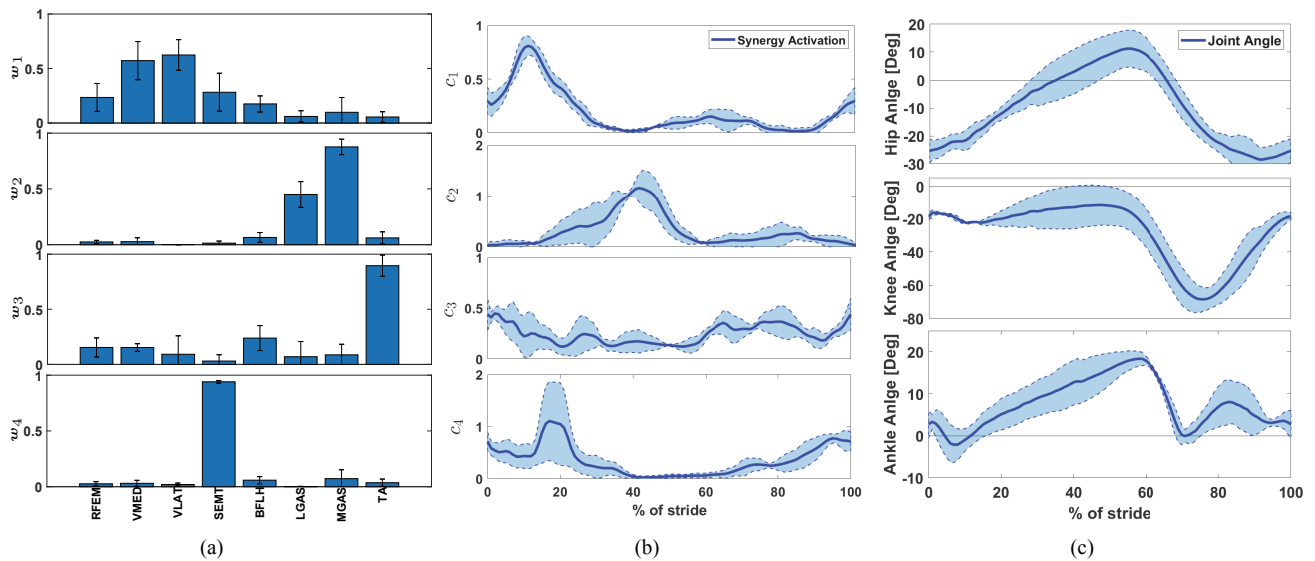 1
w1
0.5
0
1
w2
0.5
0
w3
0.5
0
1
w4
0.5
0
RFEM
VMED
VLAT
SEMT
BFLH
LGAS
MGAS
TA
(a)
1
c1
0.5
0
Synergy Activation
2
c2
1
0
1
c3
0.5
0
2
c4
1
0
0 20 40 60 80 100
% of stride
(b)
20
10
0
-10
-20
-30
Hip Anlge [Deg]
Joint Angle
0
-20
-40
-60
-80
Knee Anlge [Deg]
20
10
0
-10
Ankle Anlge [Deg]
0 20 40 60 80 100
% of stride
(c)